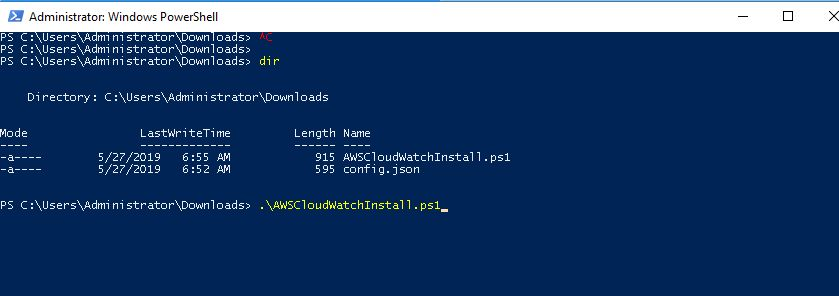 Administrator: Windows PowerShell
PS C:\Users\Administrator\Downloads> ^C
PS C:\Users\Administrator\Downloads>
PS C:\Users\Administrator\Downloads> dir
Directory: C:\Users\Administrator\Downloads
Mode LastWriteTime Length Name
---- ------------- ------ ----
-a---- 5/27/2019 6:55 AM 915 AWSCloudWatchInstall.ps1
-a---- 5/27/2019 6:52 AM 595 config.json
PS C:\Users\Administrator\Downloads> .\AWSCloudWatchInstall.ps1